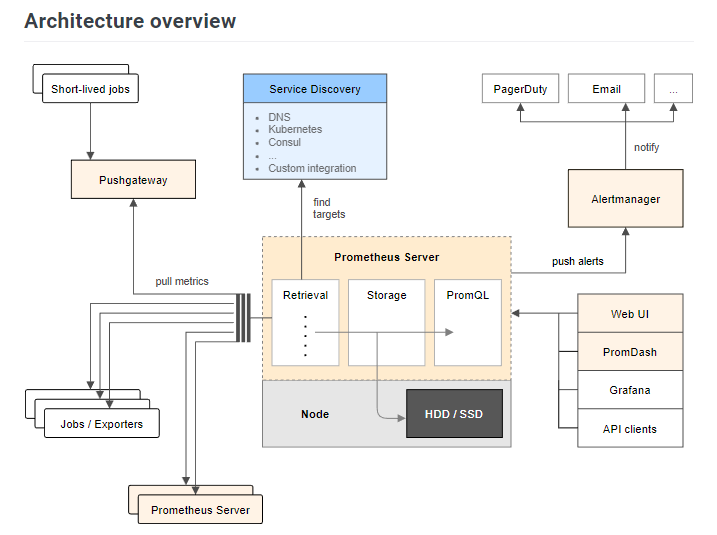 Architecture overview
Short-lived jobs
Service Discovery
DNS
Kubernetes
Consul
...
Custom integration
PagerDuty
Email
...
notify
Pushgateway
Alertmanager
find
targets
Prometheus Server
push alerts
pull metrics
Retrieval
Storage
PromQL
Web UI
PromDash
Grafana
API clients
Jobs / Exporters
Node
HDD / SSD
Prometheus Server